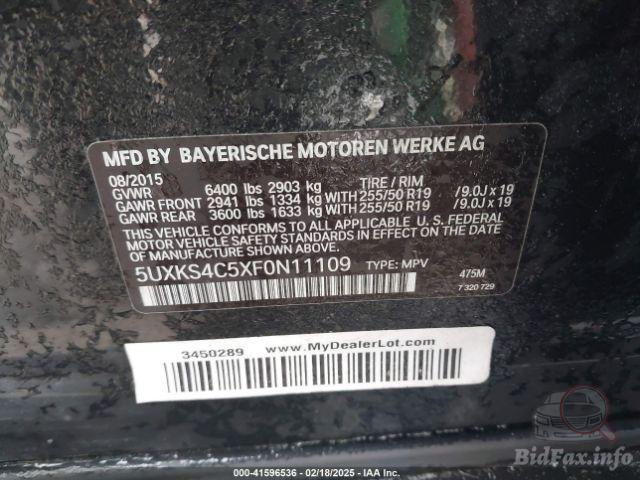 MFD BY BAYERISCHE MOTOREN WERKE AG
08/2015
GVWR 6400 lbs 2903 kg TIRE / RIM
GAWR FRONT 2941 lbs 1334 kg WITH 255/50 R19 /9.0J x 19
GAWR REAR 3600 lbs 1633 kg WITH 255/50 R19 /9.0J x 19
THIS VEHICLE CONFORMS TO ALL APPLICABLE U. S. FEDERAL
MOTOR VEHICLE SAFETY STANDARDS IN EFFECT ON THE DATE OF
MANUFACTURE SHOWN ABOVE.
5UXKS4C5XF0N11109 TYPE: MPV 475M
7 320 729
3450289 www.MyDealerLot.com
BidFax.info
© 000-41596536 - 02/18/2025 - IAA Inc.